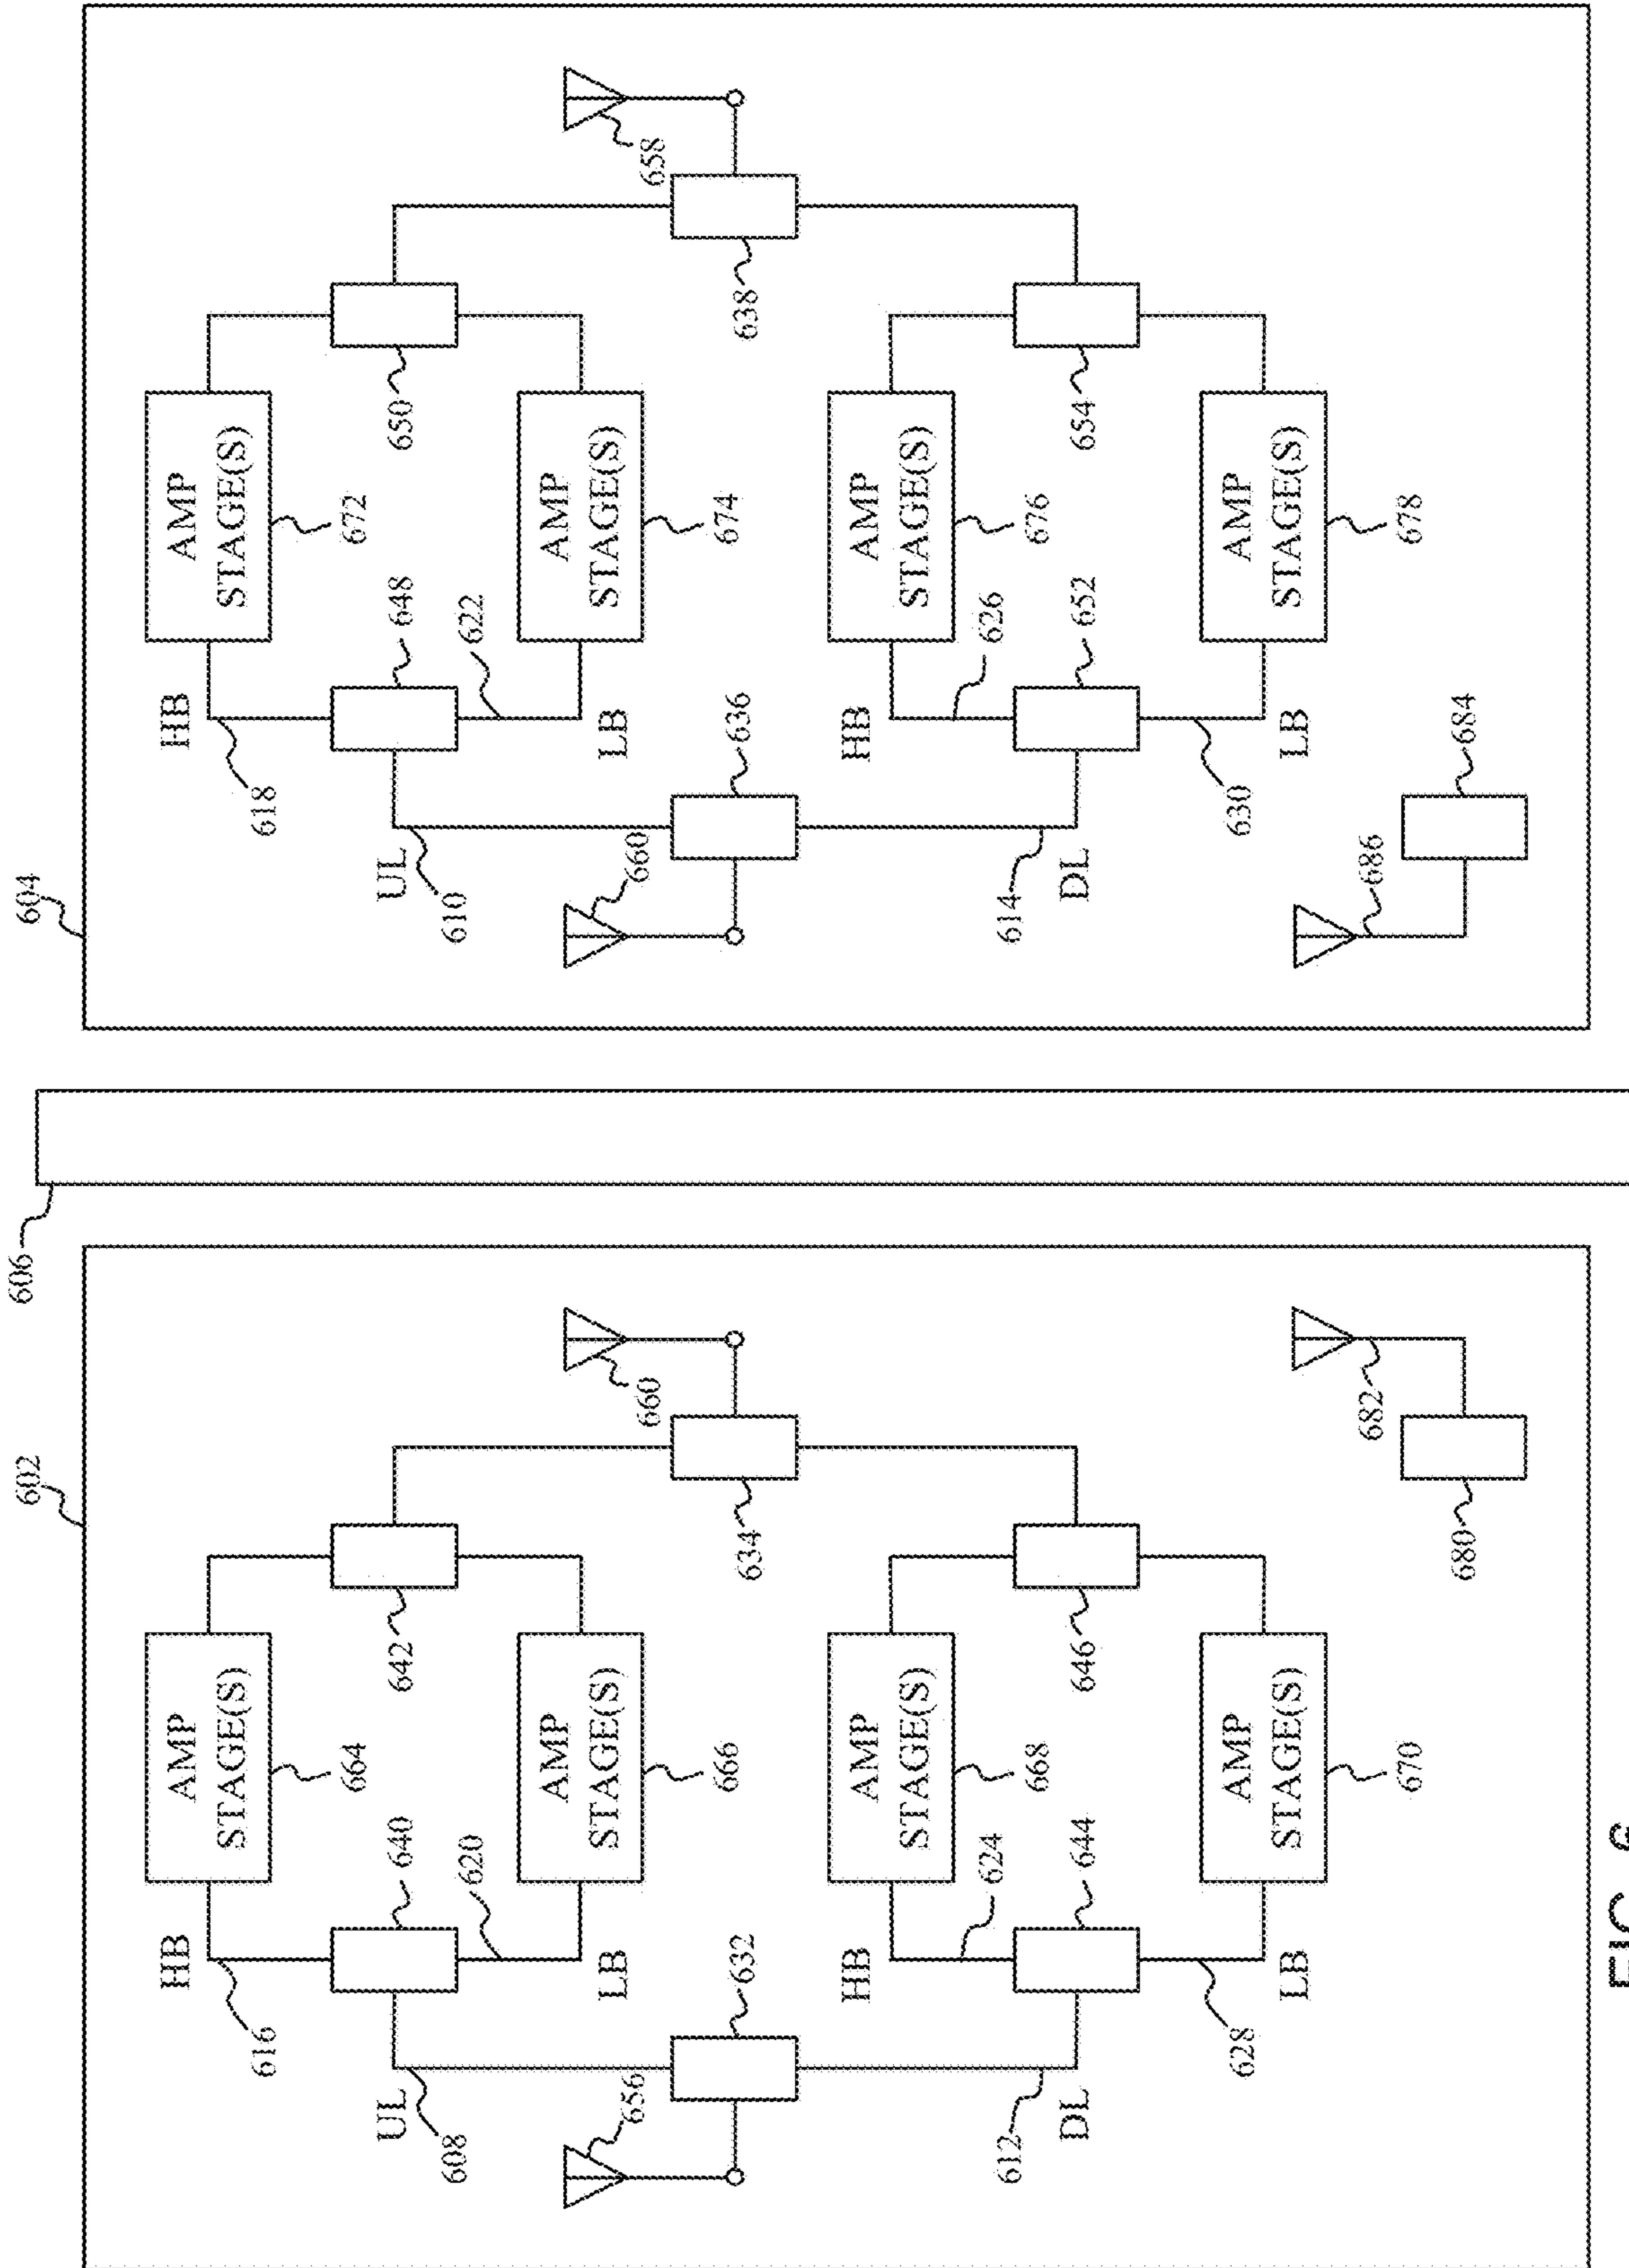 606
602
604
HB
AMP
STAGE(S)
HB
AMP
STAGE(S)
616
664
618
672
UL
640
642
UL
648
650
608
620
610
622
LB
AMP
STAGE(S)
LB
AMP
STAGE(S)
656
660
660
658
632
666
634
636
674
638
HB
AMP
STAGE(S)
HB
AMP
STAGE(S)
612
624
668
614
626
676
DL
644
646
DL
652
654
628
LB
AMP
STAGE(S)
630
LB
AMP
STAGE(S)
682
686
670
678
680
684
FIG. 6